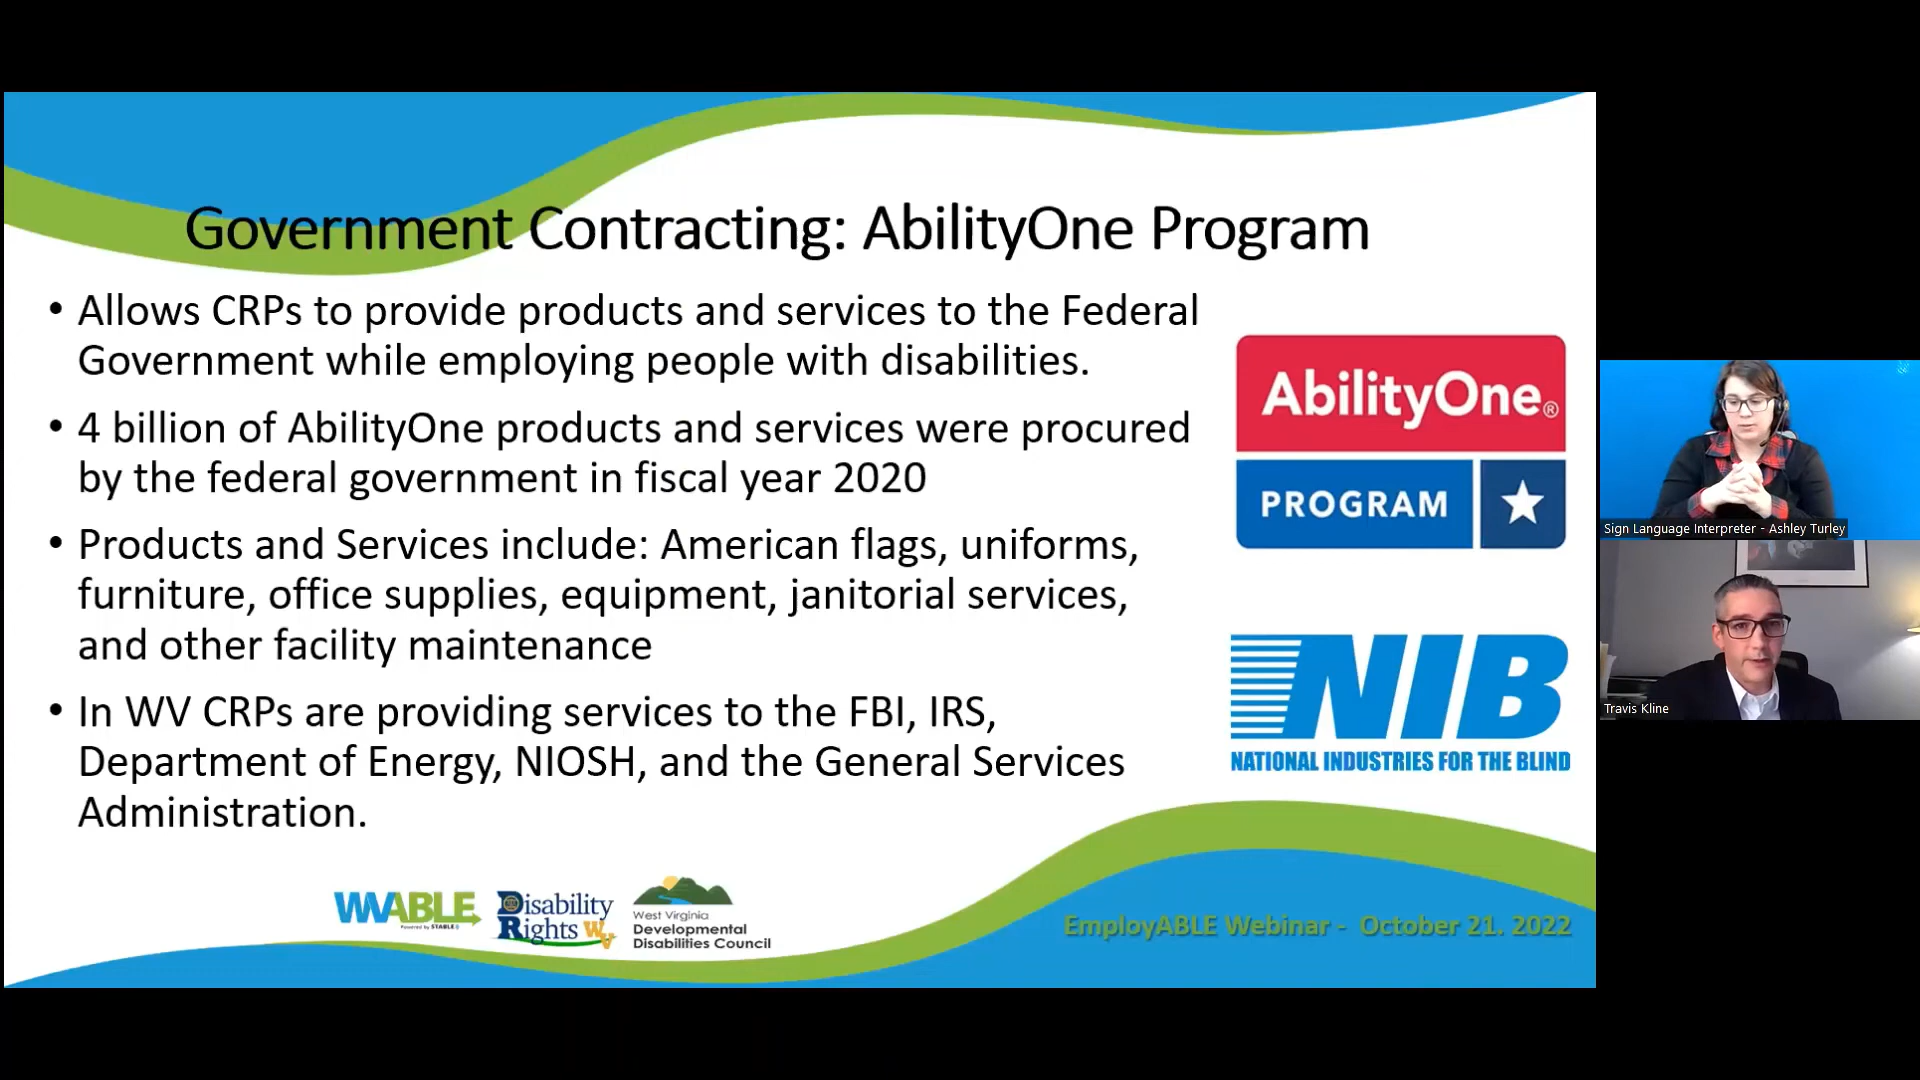 Government Contracting: AbilityOne Program
• Allows CRPs to provide products and services to the Federal
Government while employing people with disabilities.
• 4 billion of AbilityOne products and services were procured
by the federal government in fiscal year 2020
• Products and Services include: American flags, uniforms,
furniture, office supplies, equipment, janitorial services,
and other facility maintenance
• In WV CRPs are providing services to the FBI, IRS,
Department of Energy, NIOSH, and the General Services
Administration.
AbilityOne®
PROGRAM
NIB
NATIONAL INDUSTRIES FOR THE BLIND
WVABLE
Powered by STABLE
Disability
Rights WV
West Virginia
Developmental
Disabilities Council
EmployABLE Webinar - October 21. 2022
Sign Language Interpreter - Ashley Turley
Travis Kline